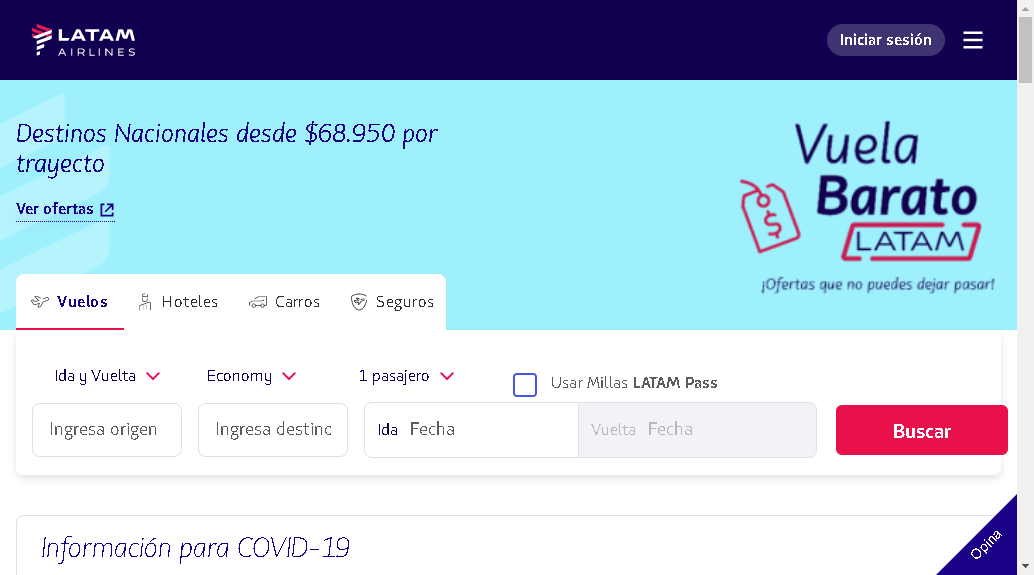 LATAM
AIRLINES
Iniciar sesión
Destinos Nacionales desde $68.950 por
trayecto
Ver ofertas
Vuela
Barato
LATAM
¡Ofertas que no puedes dejar pasar!
Vuelos
Hoteles
Carros
Seguros
Ida y Vuelta
Economy
1 pasajero
Usar Millas LATAM Pass
Ingresa origen
Ingresa destino
Ida Fecha
Vuelta Fecha
Buscar
Información para COVID-19
Opina